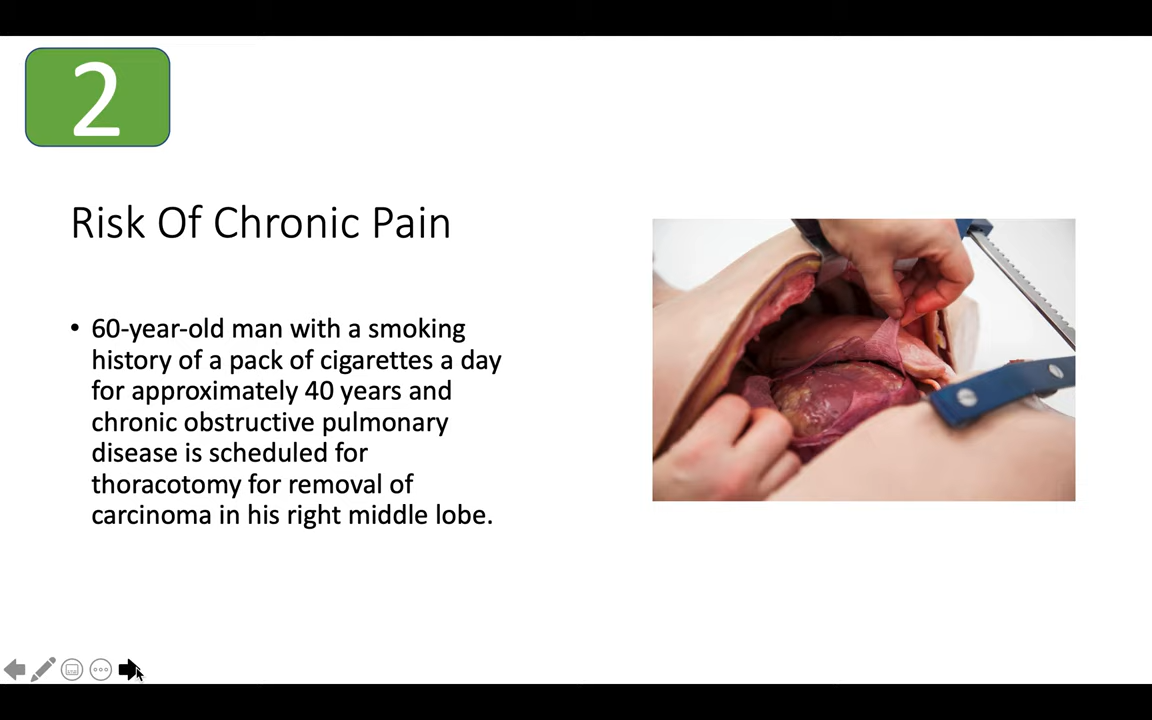 2
Risk Of Chronic Pain
• 60-year-old man with a smoking
history of a pack of cigarettes a day
for approximately 40 years and
chronic obstructive pulmonary
disease is scheduled for
thoracotomy for removal of
carcinoma in his right middle lobe.